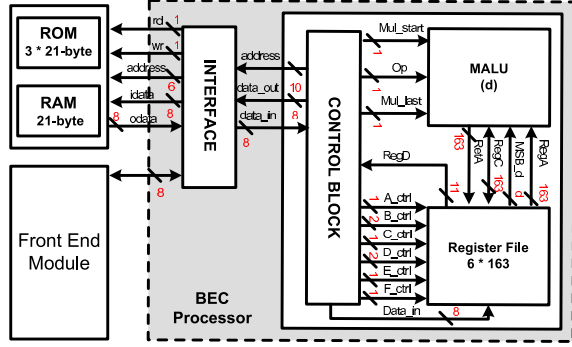 ROM
3 * 21-byte
RAM
21-byte
Front End
Module
rd
1
wr
1
address
6
idata
8
8
odata
8
INTERFACE
BEC
Processor
address
10
data_out
8
data_in
8
CONTROL BLOCK
Mul_start
1
Op
1
Mul_last
1
MALU
(d)
163
RetA
RegC
163
MSB_d
d
RegA
163
RegD
11
A_ctrl
1
B_ctrl
2
C_ctrl
1
D_ctrl
2
E_ctrl
1
F_ctrl
1
Data_in
8
Register File
6 * 163